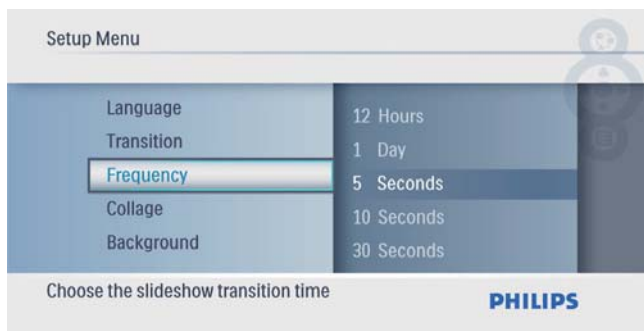 Setup Menu
Language
Transition
Frequency
Collage
Background
12 Hours
1 Day
5 Seconds
10 Seconds
30 Seconds
Choose the slideshow transition time
PHILIPS